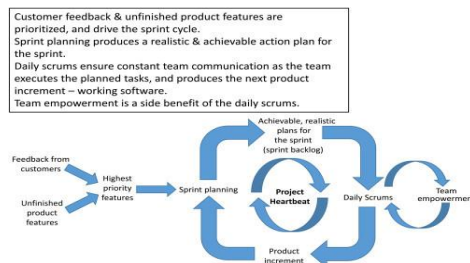 Customer feedback & unfinished product features are
prioritized, and drive the sprint cycle.
Sprint planning produces a realistic & achievable action plan for
the sprint.
Daily scrums ensure constant team communication as the team
executes the planned tasks, and produces the next product
increment – working software.
Team empowerment is a side benefit of the daily scrums.
Achievable, realistic
plans for
the sprint
(sprint backlog)
Feedback from
customers
Highest
priority
features
Sprint planning
Project
Heartbeat
Daily Scrums
Team
empowermen
Unfinished
product
features
Product
increment